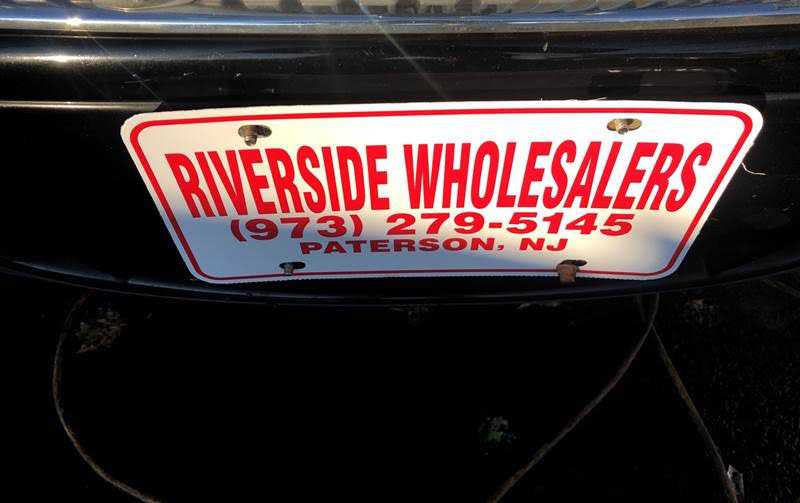 RIVERSIDE WHOLESALERS
(973) 279-5145
PATERSON, NJ